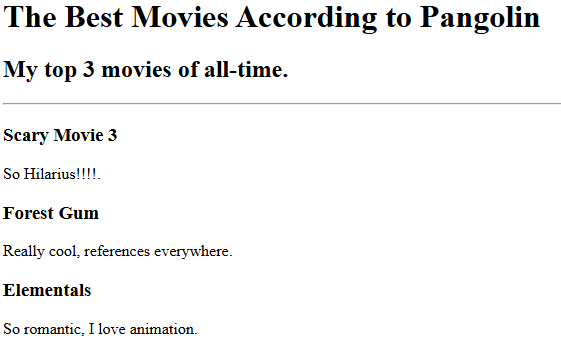 The Best Movies According to Pangolin
My top 3 movies of all-time.
Scary Movie 3
So Hilarius!!!!.
Forest Gum
Really cool, references everywhere.
Elementals
So romantic, I love animation.